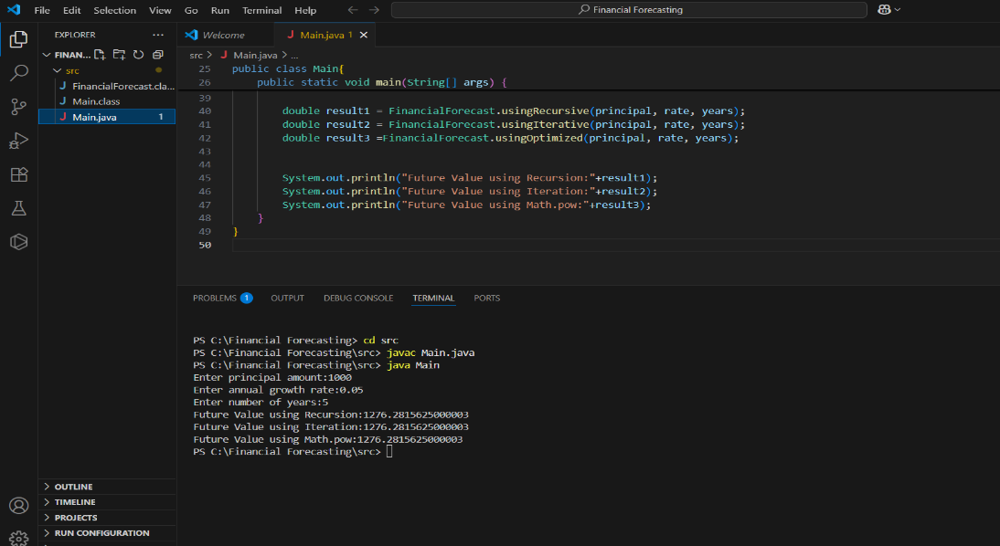 File Edit Selection View Go Run Terminal Help
Financial Forecasting
EXPLORER
FINAN...
src
FinancialForecast.cla...
Main.class
Main.java 1
OUTLINE
TIMELINE
PROJECTS
RUN CONFIGURATION
Welcome
Main.java 1
src > Main.java > ...
25 public class Main{
26 public static void main(String[] args) {
39
40 double result1 = FinancialForecast.usingRecursive(principal, rate, years);
41 double result2 = FinancialForecast.usingIterative(principal, rate, years);
42 double result3 =FinancialForecast.usingOptimized(principal, rate, years);
43
44
45 System.out.println("Future Value using Recursion:"+result1);
46 System.out.println("Future Value using Iteration:"+result2);
47 System.out.println("Future Value using Math.pow:"+result3);
48 }
49 }
50
PROBLEMS 1 OUTPUT DEBUG CONSOLE TERMINAL PORTS
PS C:\Financial Forecasting> cd src
PS C:\Financial Forecasting\src> javac Main.java
PS C:\Financial Forecasting\src> java Main
Enter principal amount:1000
Enter annual growth rate:0.05
Enter number of years:5
Future Value using Recursion:1276.2815625000003
Future Value using Iteration:1276.2815625000003
Future Value using Math.pow:1276.2815625000003
PS C:\Financial Forecasting\src>